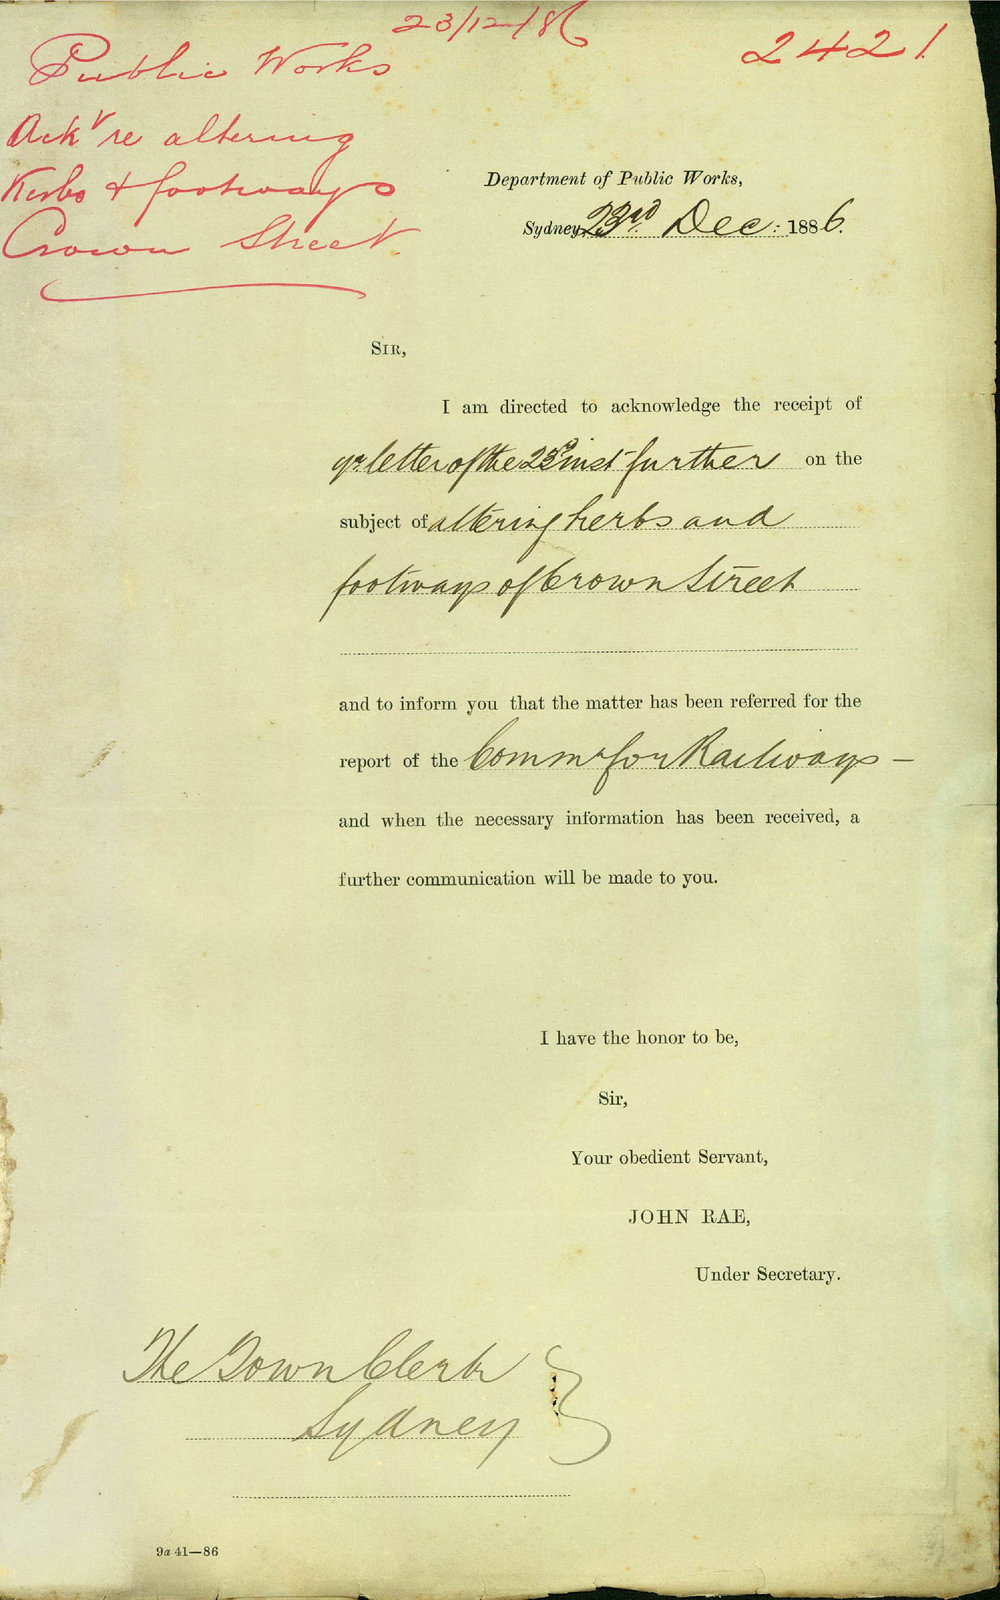 23/12/86
2421
Public Works
Ack'r re altering
Kerbs & footways
Crown Street
Department of Public Works,
Sydney, 23rd Dec: 1886.
SIR,
I am directed to acknowledge the receipt of
yr letter of the 23rd inst further on the
subject of altering kerbs and
footways of Crown Street
and to inform you that the matter has been referred for the
report of the Commr for Railways —
and when the necessary information has been received, a
further communication will be made to you.
I have the honor to be,
Sir,
Your obedient Servant,
JOHN RAE,
Under Secretary.
The Town Clerk
Sydney
9a 41—86